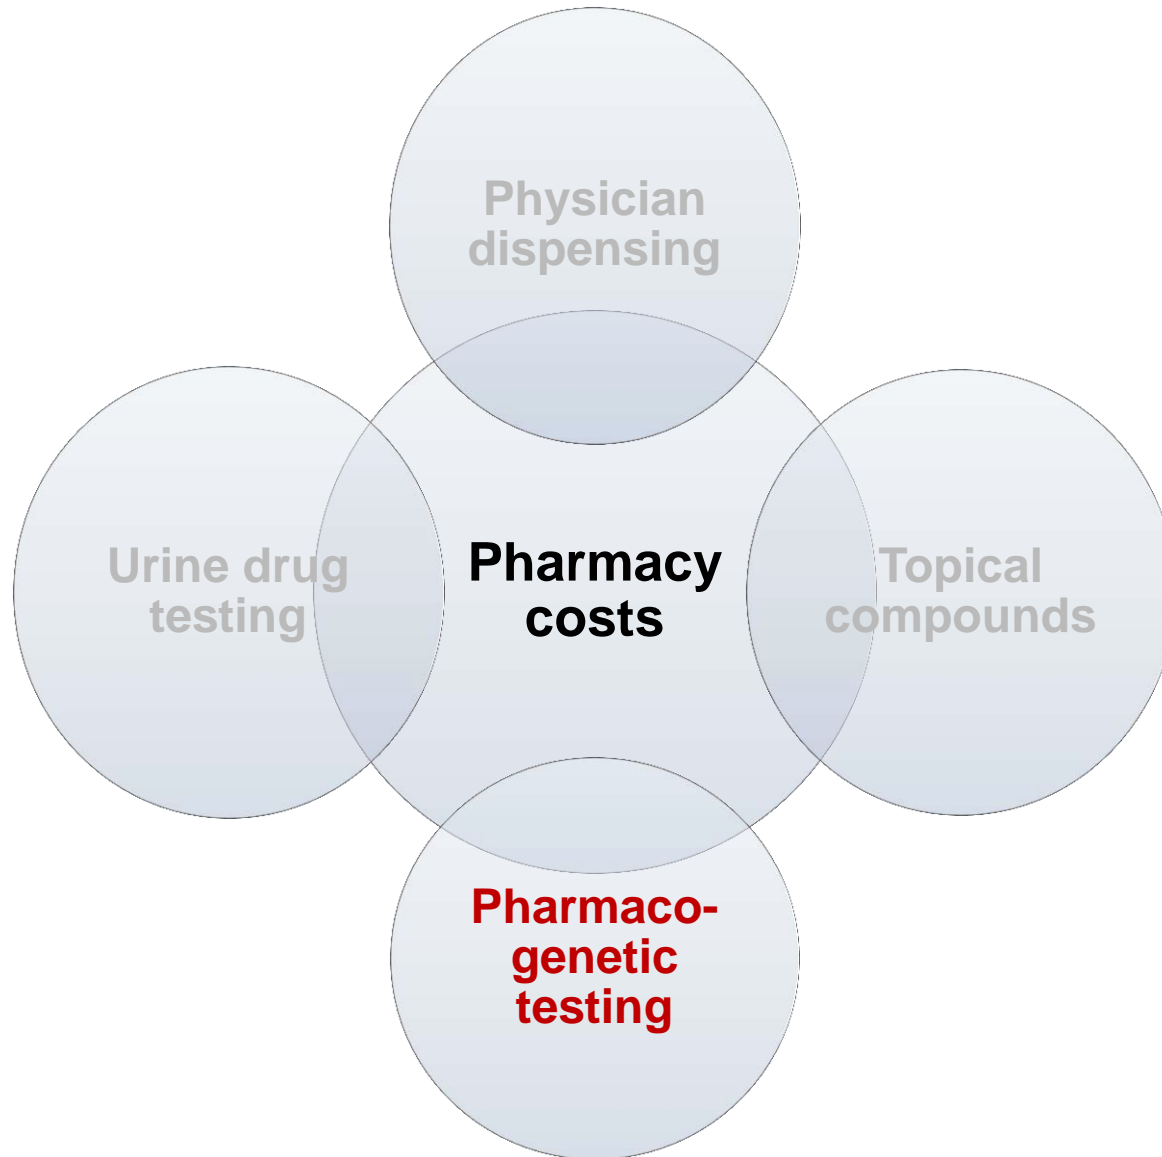 Physician
dispensing
Urine drug
testing
Pharmacy
costs
Topical
compounds
Pharmaco-
genetic
testing